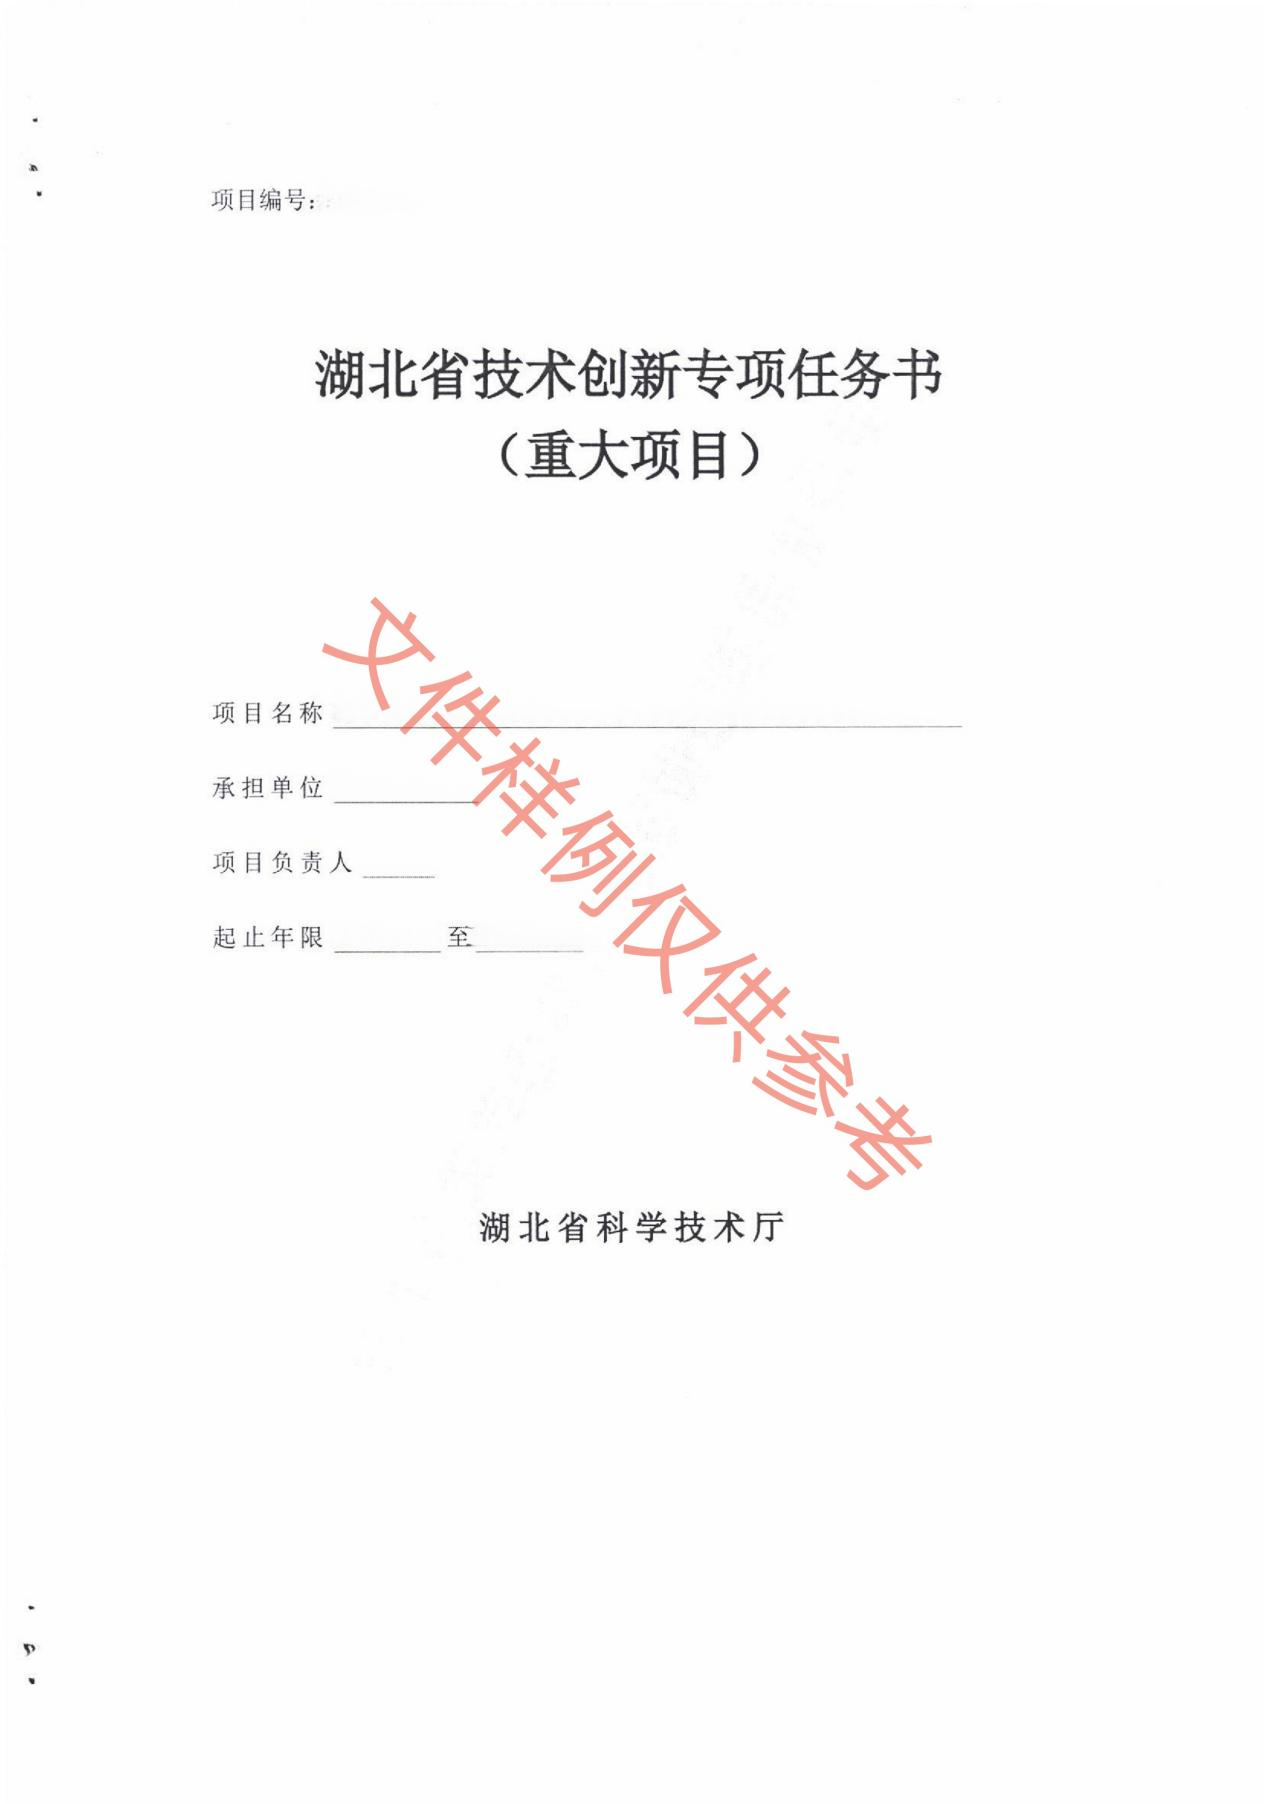 项目编号:
湖北省技术创新专项任务书
（重大项目）
项目名称
承担单位
项目负责人
起止年限 至
文件样例仅供参考
湖北省科学技术厅